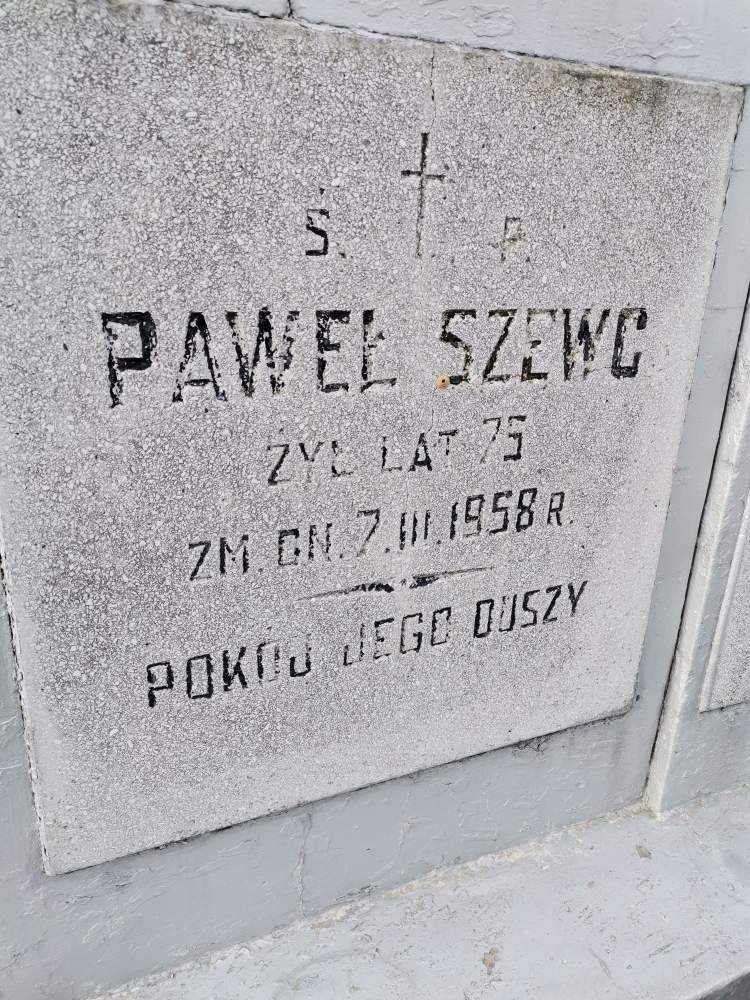 Ś. P.
PAWEŁ SZEWC
ŻYŁ LAT 75
ZM. DN. 7.III.1958 R.
POKÓJ JEGO DUSZY